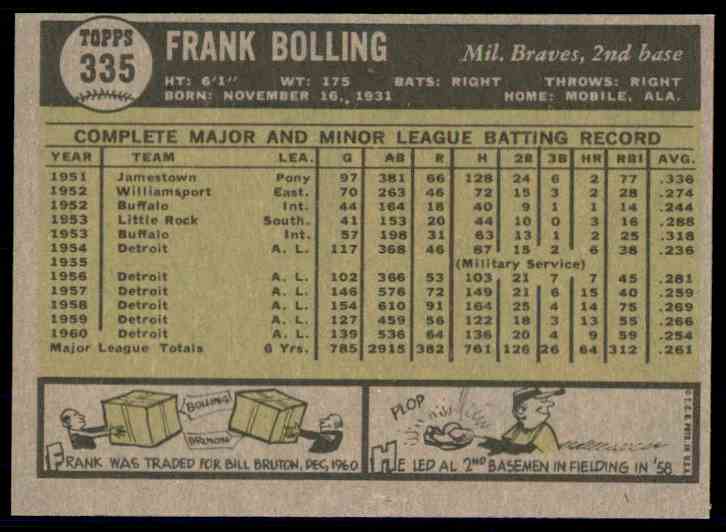 TOPPS
335
FRANK BOLLING
Mil. Braves, 2nd base
HT: 6'1" WT: 175 BATS: RIGHT THROWS: RIGHT
BORN: NOVEMBER 16, 1931 HOME: MOBILE, ALA.
COMPLETE MAJOR AND MINOR LEAGUE BATTING RECORD
YEAR TEAM LEA. G AB R H 2B 3B HR RBI AVG.
1951 Jamestown Pony 97 381 66 128 24 6 2 77 .336
1952 Williamsport East. 70 263 46 72 15 3 2 28 .274
1952 Buffalo Int. 44 164 18 40 9 1 1 14 .244
1953 Little Rock South. 41 153 20 44 10 0 3 16 .288
1953 Buffalo Int. 57 198 31 63 13 1 2 25 .318
1954 Detroit A. L. 117 368 46 87 15 2 6 38 .236
1955 (Military Service)
1956 Detroit A. L. 102 366 53 103 21 7 7 45 .281
1957 Detroit A. L. 146 576 72 149 21 6 15 40 .259
1958 Detroit A. L. 154 610 91 164 25 4 14 75 .269
1959 Detroit A. L. 127 459 56 122 18 3 13 55 .266
1960 Detroit A. L. 139 536 64 136 20 4 9 59 .254
Major League Totals 6 Yrs. 785 2915 382 761 126 26 64 312 .261
BOLLING
BRUTON
FRANK WAS TRADED FOR BILL BRUTON, DEC, 1960
PLOP
HE LED AL 2ND BASEMEN IN FIELDING IN '58
© T.C.G. PRTD. IN U.S.A.